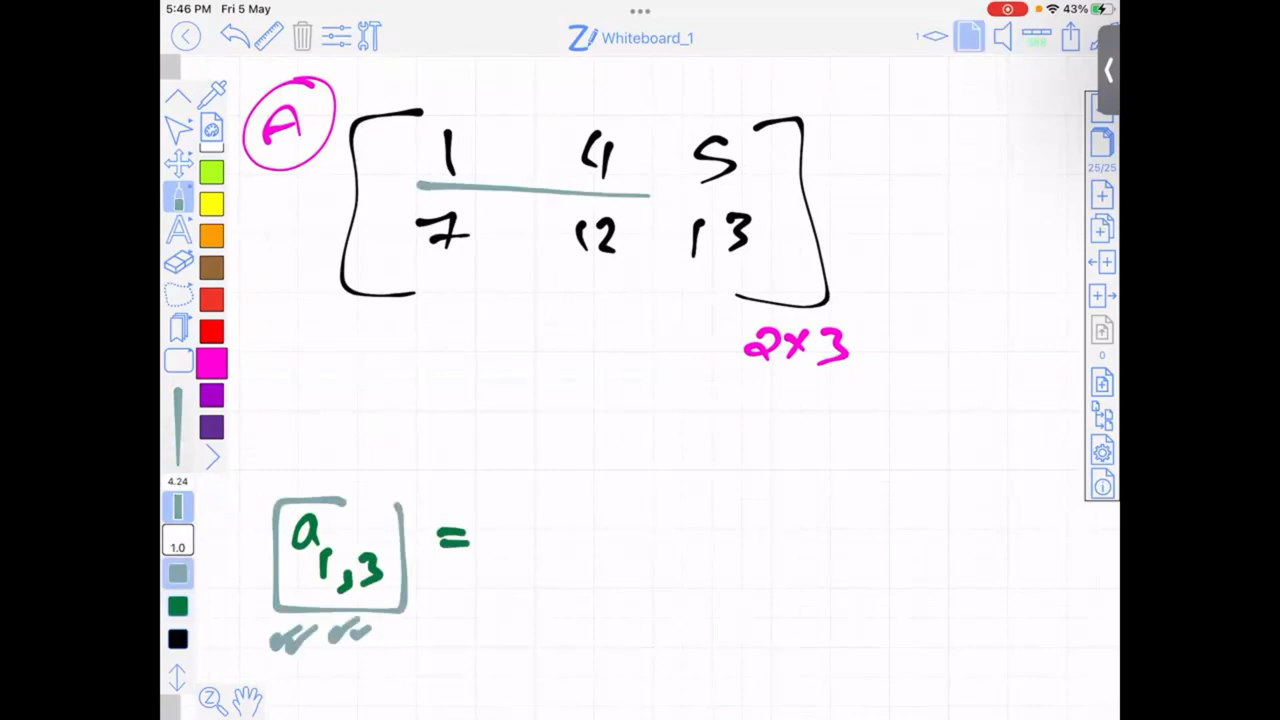 5:46 PM Fri 5 May
43%
Whiteboard_1
1
A
1 4 5
7 12 13
2×3
25/25
0
4.24
1.0
a1,3 =